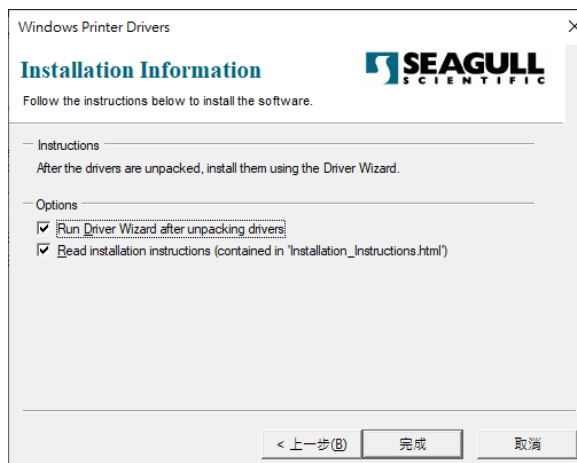 Windows Printer Drivers
Installation Information
SEAGULL
SCIENTIFIC
Follow the instructions below to install the software.
Instructions
After the drivers are unpacked, install them using the Driver Wizard.
Options
Run Driver Wizard after unpacking drivers
Read installation instructions (contained in 'Installation_Instructions.html')
< 上一步(B)
完成
取消